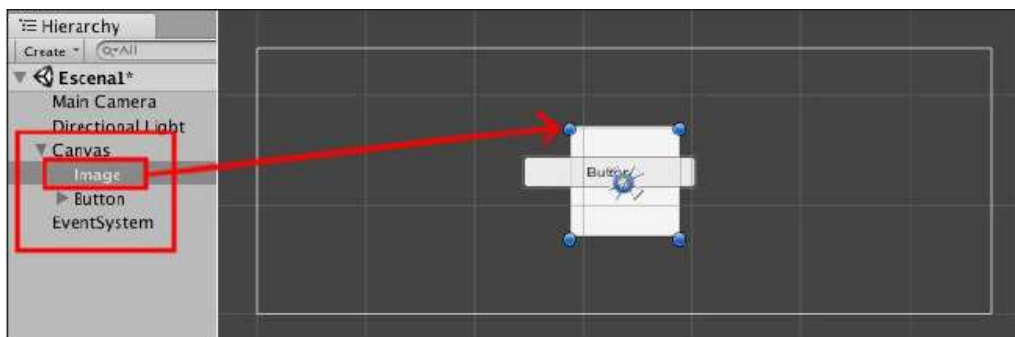 Hierarchy
Create
All
Escena1*
Main Camera
Directional Light
Canvas
Image
Button
EventSystem
Button